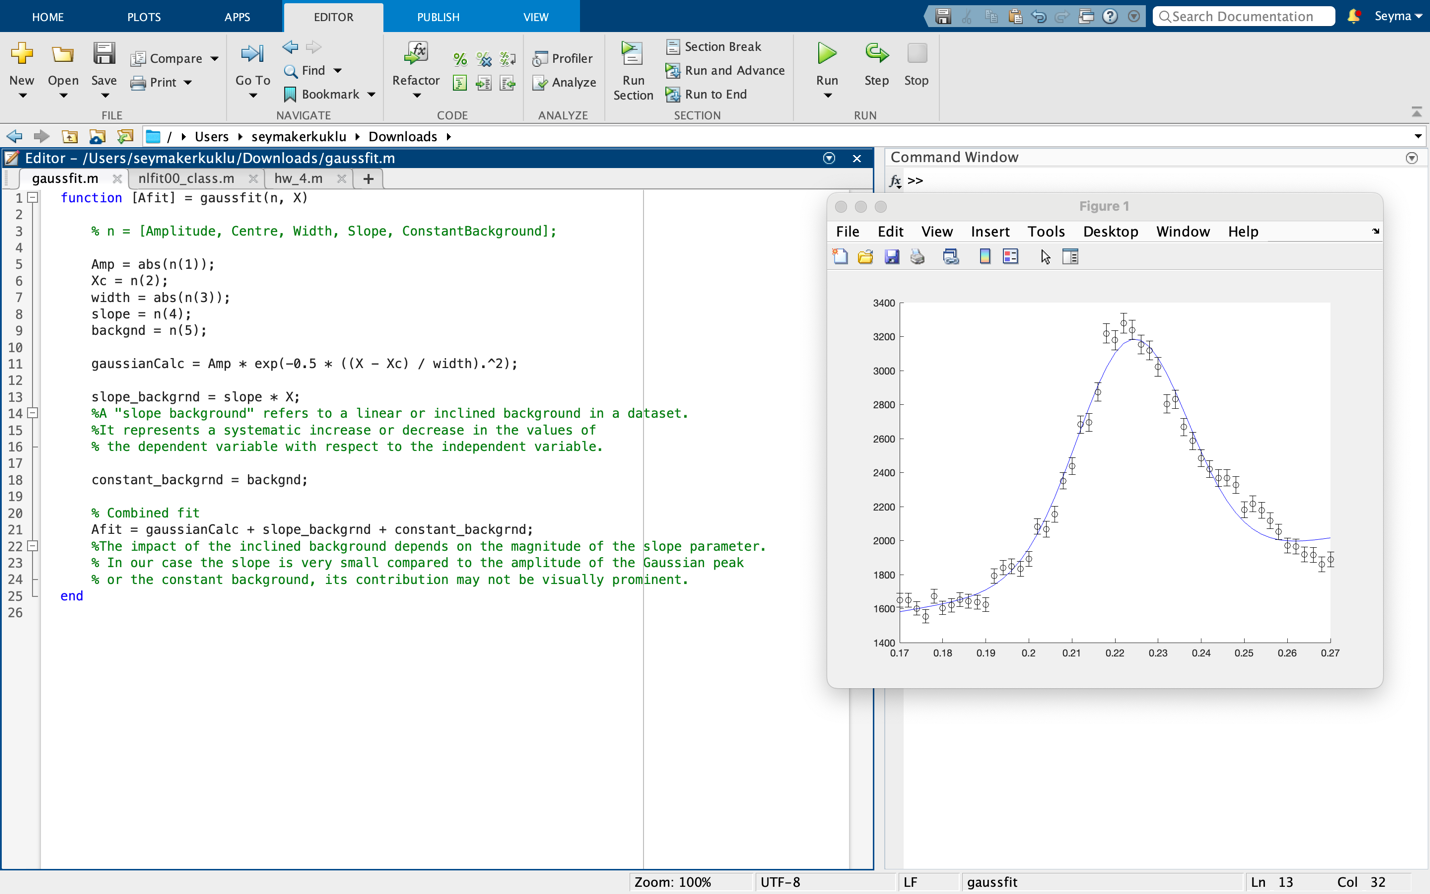 HOME PLOTS APPS EDITOR PUBLISH VIEW Search Documentation Seyma
New Open Save Compare Print Go To Find Bookmark Refactor Profiler Analyze Run Section Section Break Run and Advance Run to End Run Step Stop
FILE NAVIGATE CODE ANALYZE SECTION RUN
/ Users seymakerkuklu Downloads
Editor – /Users/seymakerkuklu/Downloads/gaussfit.m
gaussfit.m nlfit00_class.m hw_4.m +
1 function [Afit] = gaussfit(n, X)
2
3 % n = [Amplitude, Centre, Width, Slope, ConstantBackground];
4
5 Amp = abs(n(1));
6 Xc = n(2);
7 width = abs(n(3));
8 slope = n(4);
9 backgnd = n(5);
10
11 gaussianCalc = Amp * exp(-0.5 * ((X - Xc) / width).^2);
12
13 slope_backgrnd = slope * X;
14 %A "slope background" refers to a linear or inclined background in a dataset.
15 %It represents a systematic increase or decrease in the values of
16 % the dependent variable with respect to the independent variable.
17
18 constant_backgrnd = backgnd;
19
20 % Combined fit
21 Afit = gaussianCalc + slope_backgrnd + constant_backgrnd;
22 %The impact of the inclined background depends on the magnitude of the slope parameter.
23 % In our case the slope is very small compared to the amplitude of the Gaussian peak
24 % or the constant background, its contribution may not be visually prominent.
25 end
26
Command Window
fx >>
Figure 1
File Edit View Insert Tools Desktop Window Help
3400
3200
3000
2800
2600
2400
2200
2000
1800
1600
1400
0.17 0.18 0.19 0.2 0.21 0.22 0.23 0.24 0.25 0.26 0.27
Zoom: 100% UTF-8 LF gaussfit Ln 13 Col 32